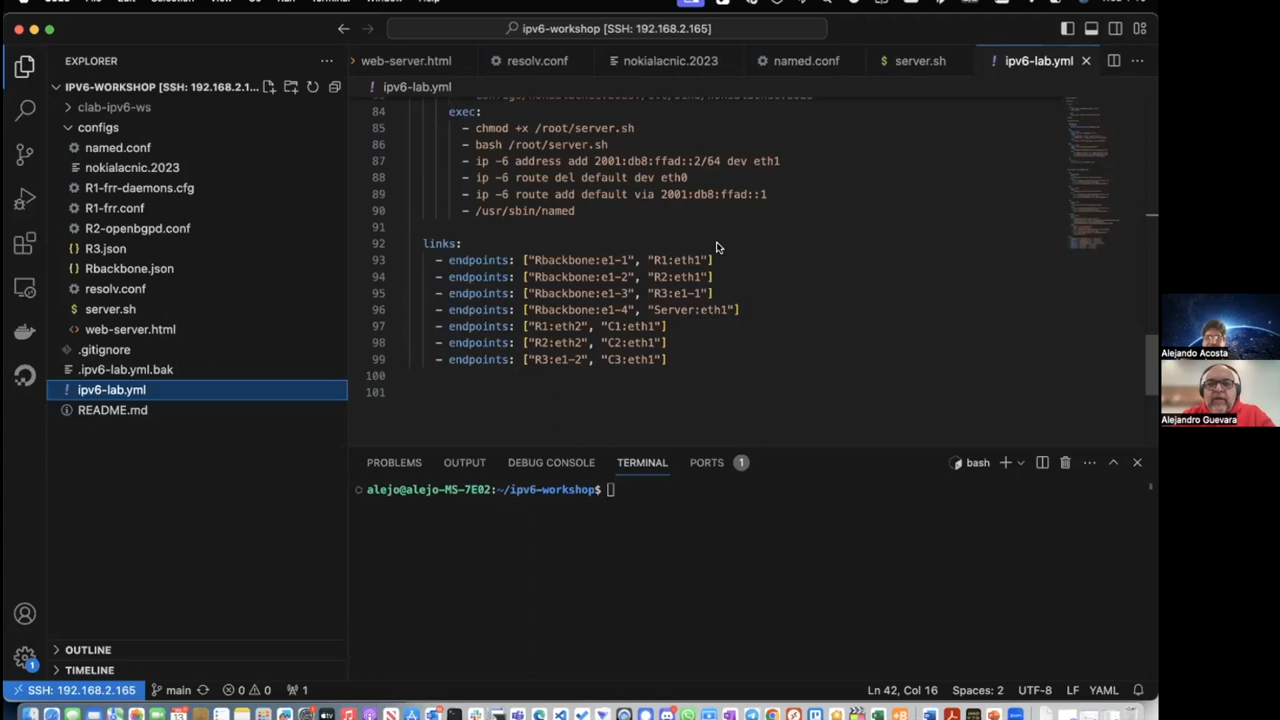 ipv6-workshop [SSH: 192.168.2.165]
EXPLORER
web-server.html
resolv.conf
nokialacnic.2023
named.conf
server.sh
ipv6-lab.yml
IPV6-WORKSHOP [SSH: 192.168.2.1...
ipv6-lab.yml
clab-ipv6-ws
configs
named.conf
nokialacnic.2023
R1-frr-daemons.cfg
R1-frr.conf
R2-openbgpd.conf
R3.json
Rbackbone.json
resolv.conf
server.sh
web-server.html
.gitignore
.ipv6-lab.yml.bak
ipv6-lab.yml
README.md
84 exec:
85 - chmod +x /root/server.sh
86 - bash /root/server.sh
87 - ip -6 address add 2001:db8:ffad::2/64 dev eth1
88 - ip -6 route del default dev eth0
89 - ip -6 route add default via 2001:db8:ffad::1
90 - /usr/sbin/named
91
92 links:
93 - endpoints: ["Rbackbone:e1-1", "R1:eth1"]
94 - endpoints: ["Rbackbone:e1-2", "R2:eth1"]
95 - endpoints: ["Rbackbone:e1-3", "R3:e1-1"]
96 - endpoints: ["Rbackbone:e1-4", "Server:eth1"]
97 - endpoints: ["R1:eth2", "C1:eth1"]
98 - endpoints: ["R2:eth2", "C2:eth1"]
99 - endpoints: ["R3:e1-2", "C3:eth1"]
100
101
Alejando Acosta
Alejandro Guevara
PROBLEMS OUTPUT DEBUG CONSOLE TERMINAL PORTS 1
bash
alejo@alejo-MS-7E02:~/ipv6-workshop$
OUTLINE
TIMELINE
1
SSH: 192.168.2.165 main 0 0 1
Ln 42, Col 16 Spaces: 2 UTF-8 LF YAML